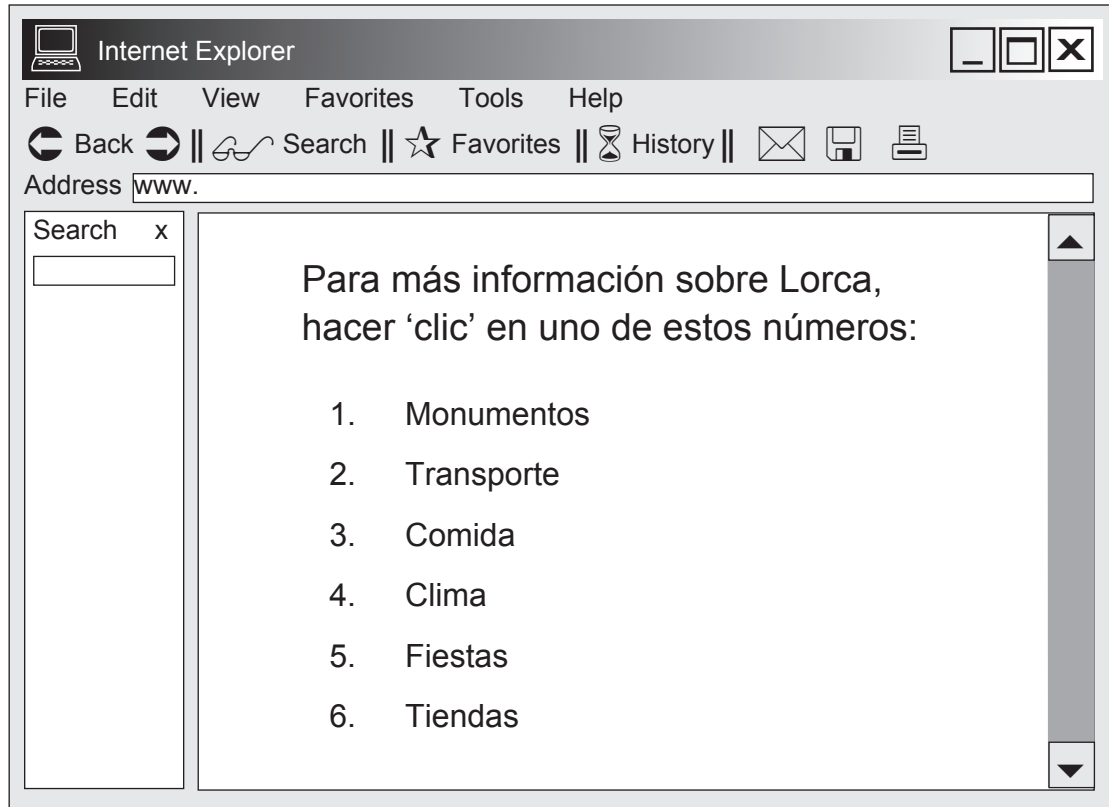 Internet Explorer
File Edit View Favorites Tools Help
Back Search Favorites History
Address www.
Search x
Para más información sobre Lorca,
hacer ‘clic’ en uno de estos números:
1. Monumentos
2. Transporte
3. Comida
4. Clima
5. Fiestas
6. Tiendas